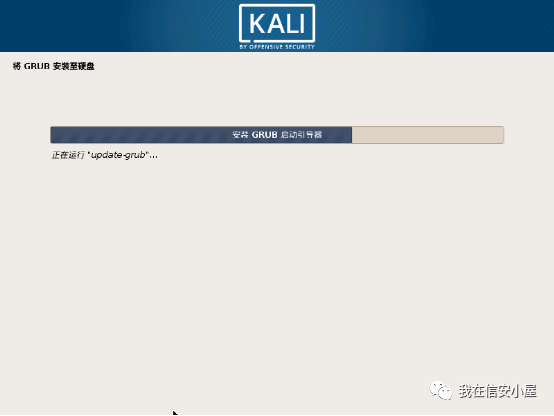 KALI
BY OFFENSIVE SECURITY
将 GRUB 安装至硬盘
安装 GRUB 启动引导器
正在运行 "update-grub"...
我在信安小屋